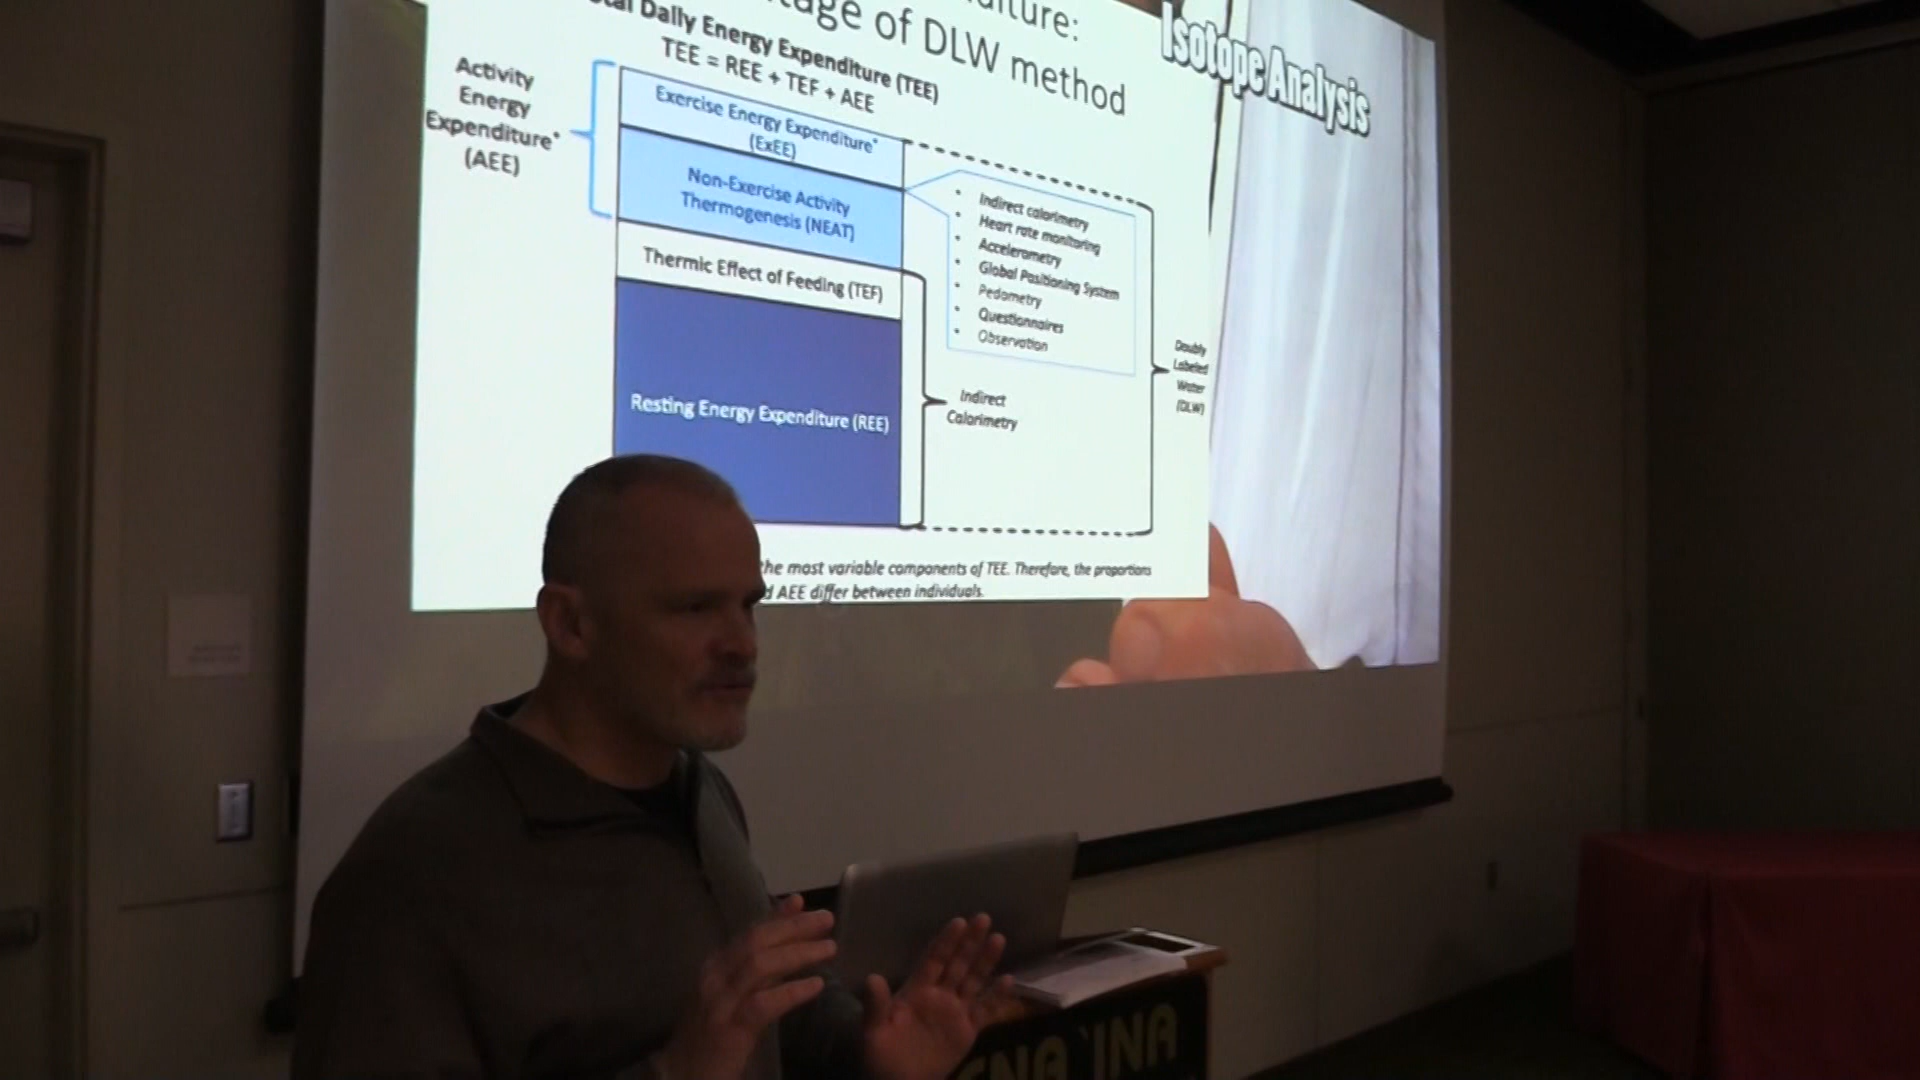 of DLW method
Isotope Analysis
Daily Energy Expenditure (TEE)
TEE = REE + TEF + AEE
Activity
Energy
Expenditure*
(AEE)
Exercise Energy Expenditure*
(ExEE)
Non-Exercise Activity
Thermogenesis (NEAT)
Thermic Effect of Feeding (TEF)
Resting Energy Expenditure (REE)
• Indirect calorimetry
• Heart rate monitoring
• Accelerometry
• Global Positioning System
• Pedometry
• Questionnaires
• Observation
Indirect
Calorimetry
Doubly
Labeled
Water
(DLW)
the most variable components of TEE. Therefore, the proportions
AEE differ between individuals.
ENA 'INA